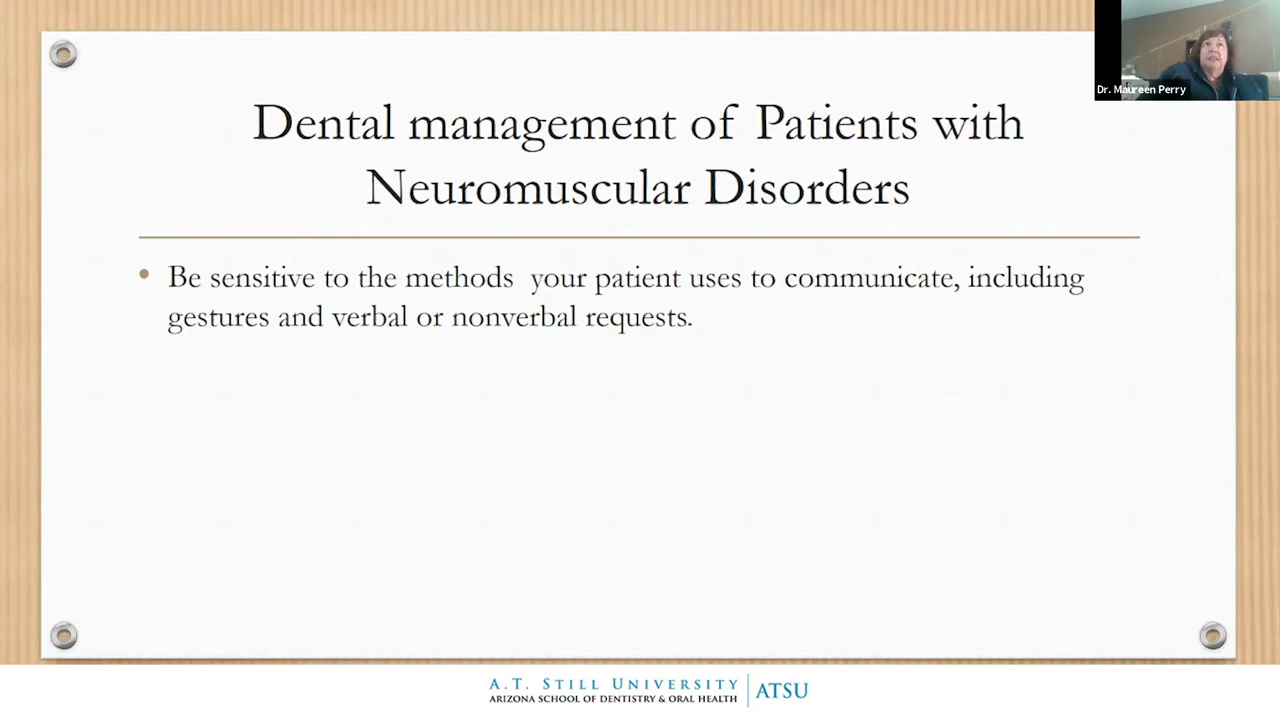 Dr. Maureen Perry
Dental management of Patients with
Neuromuscular Disorders
• Be sensitive to the methods  your patient uses to communicate, including
gestures and verbal or nonverbal requests.
A.T. STILL UNIVERSITY
ARIZONA SCHOOL OF DENTISTRY & ORAL HEALTH
ATSU